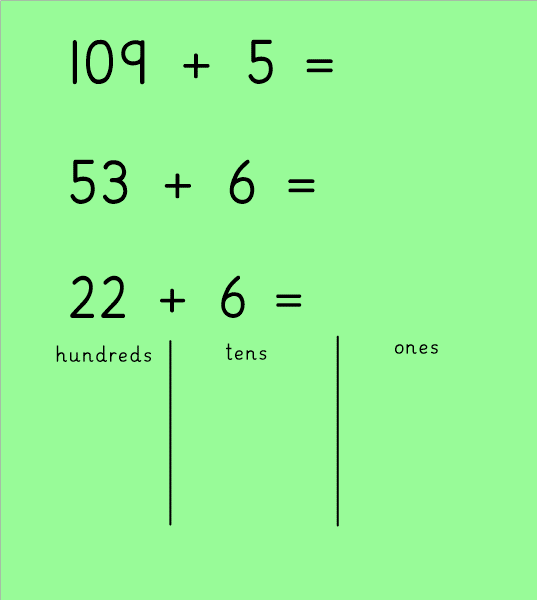 109 + 5 =
53 + 6 =
22 + 6 =
hundreds tens ones